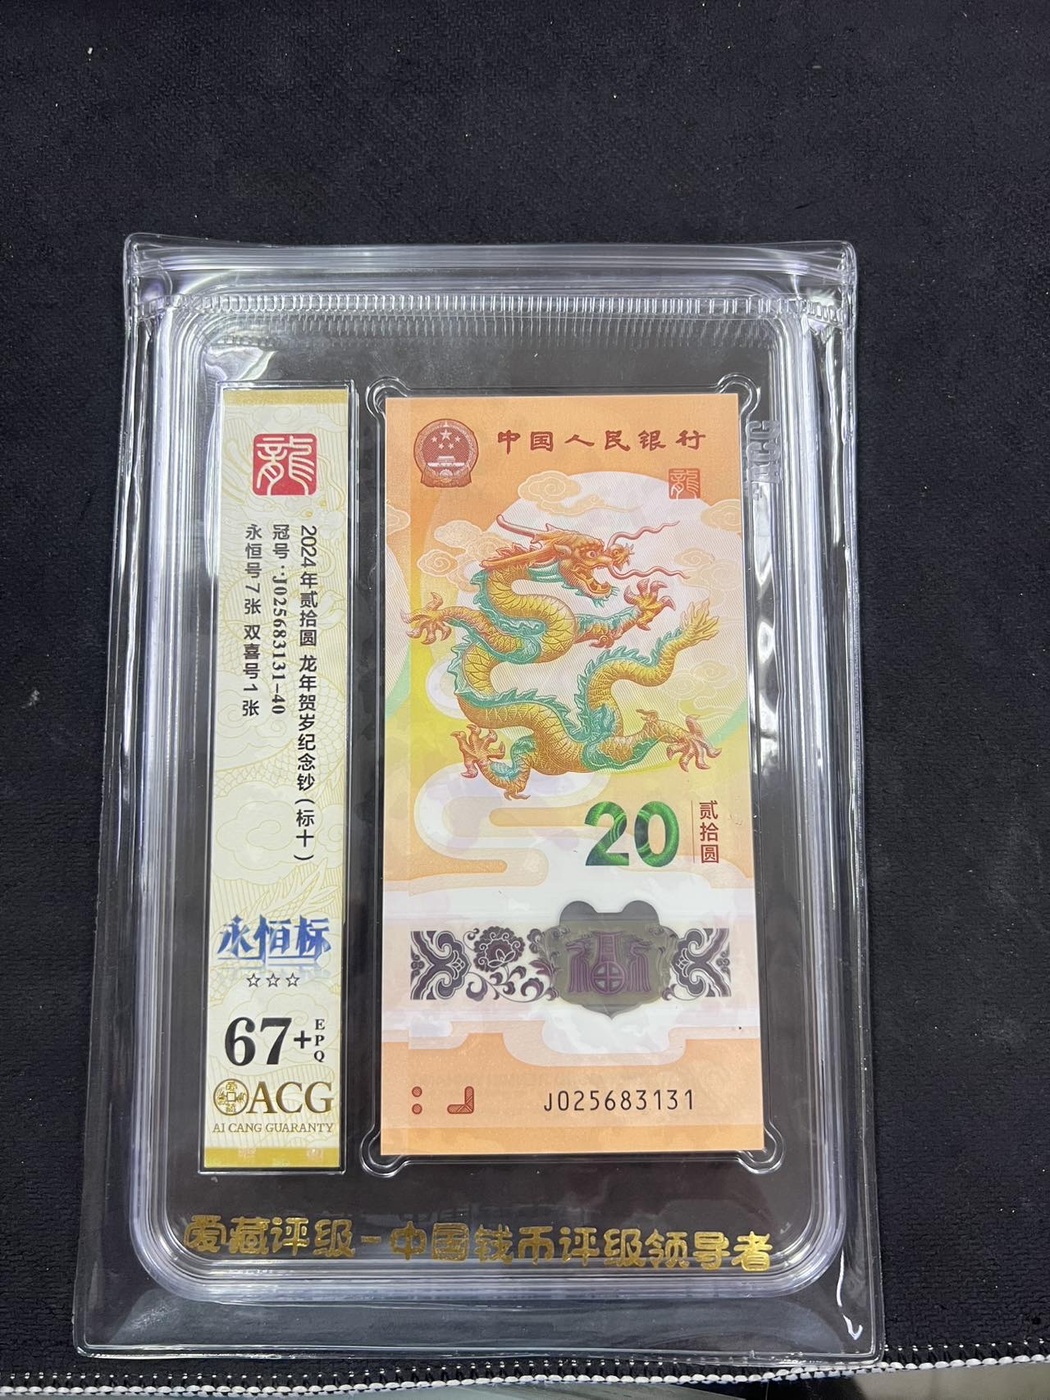 龍
2024年贰拾圆 龙年贺岁纪念钞(标十)
冠号:J025683131-40
永恒号7张 双喜号1张
永恒标
☆☆☆
67+EPQ
ACG
AI CANG GUARANTY
中国人民银行
龍
20
贰拾圆
福
J025683131
爱藏评级-中国钱币评级领导者